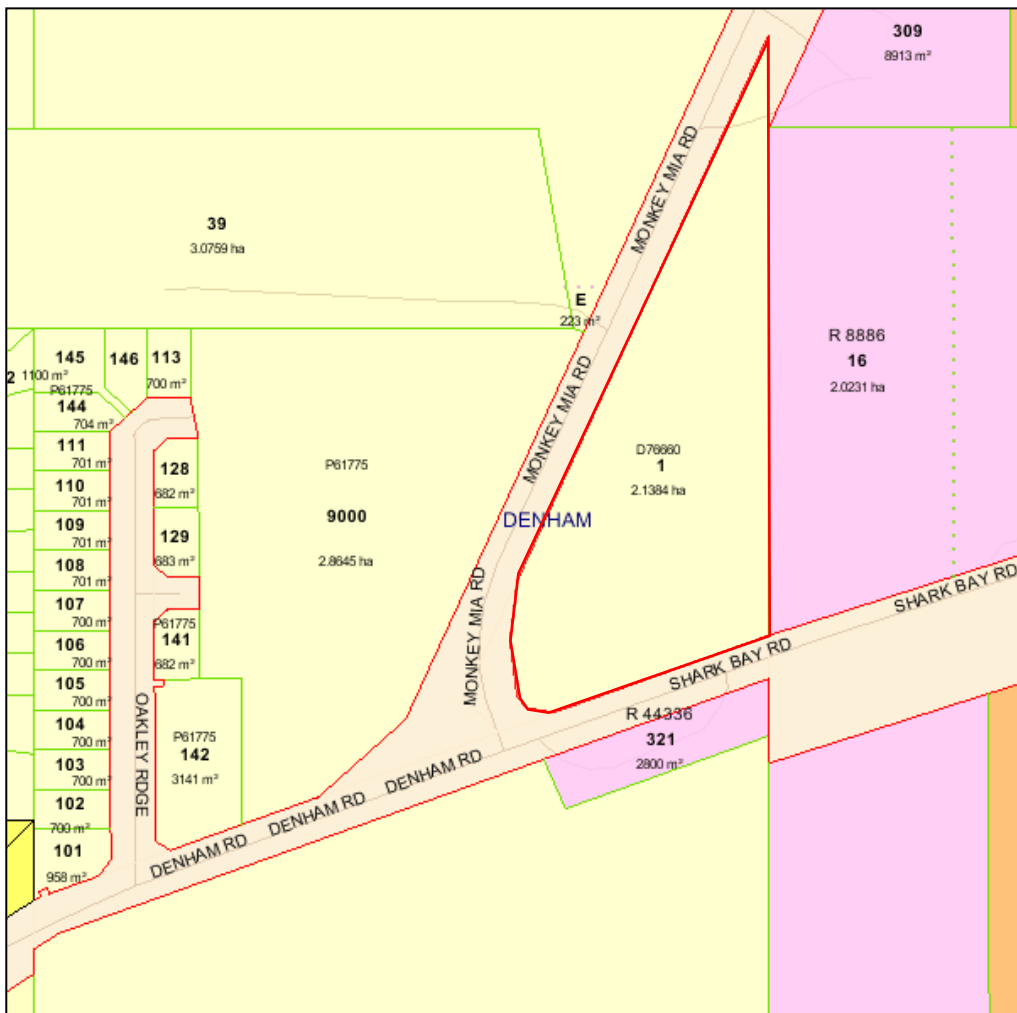 309
8913 m²
MONKEY MIA RD
39
3.0759 ha
E
223 m²
R 8886
16
2.0231 ha
145
1100 m²
P61775
146
113
700 m²
2
144
704 m²
MONKEY MIA RD
111
701 m²
110
701 m²
109
701 m²
108
701 m²
107
700 m²
106
700 m²
105
700 m²
104
700 m²
103
700 m²
102
700 m²
101
958 m²
128
682 m²
129
683 m²
P61775
141
682 m²
OAKLEY RDGE
P61775
142
3141 m²
P61775
9000
2.8645 ha
D76660
1
2.1384 ha
DENHAM
MONKEY MIA RD
SHARK BAY RD
SHARK BAY RD
R 44336
321
2800 m²
DENHAM RD
DENHAM RD
DENHAM RD